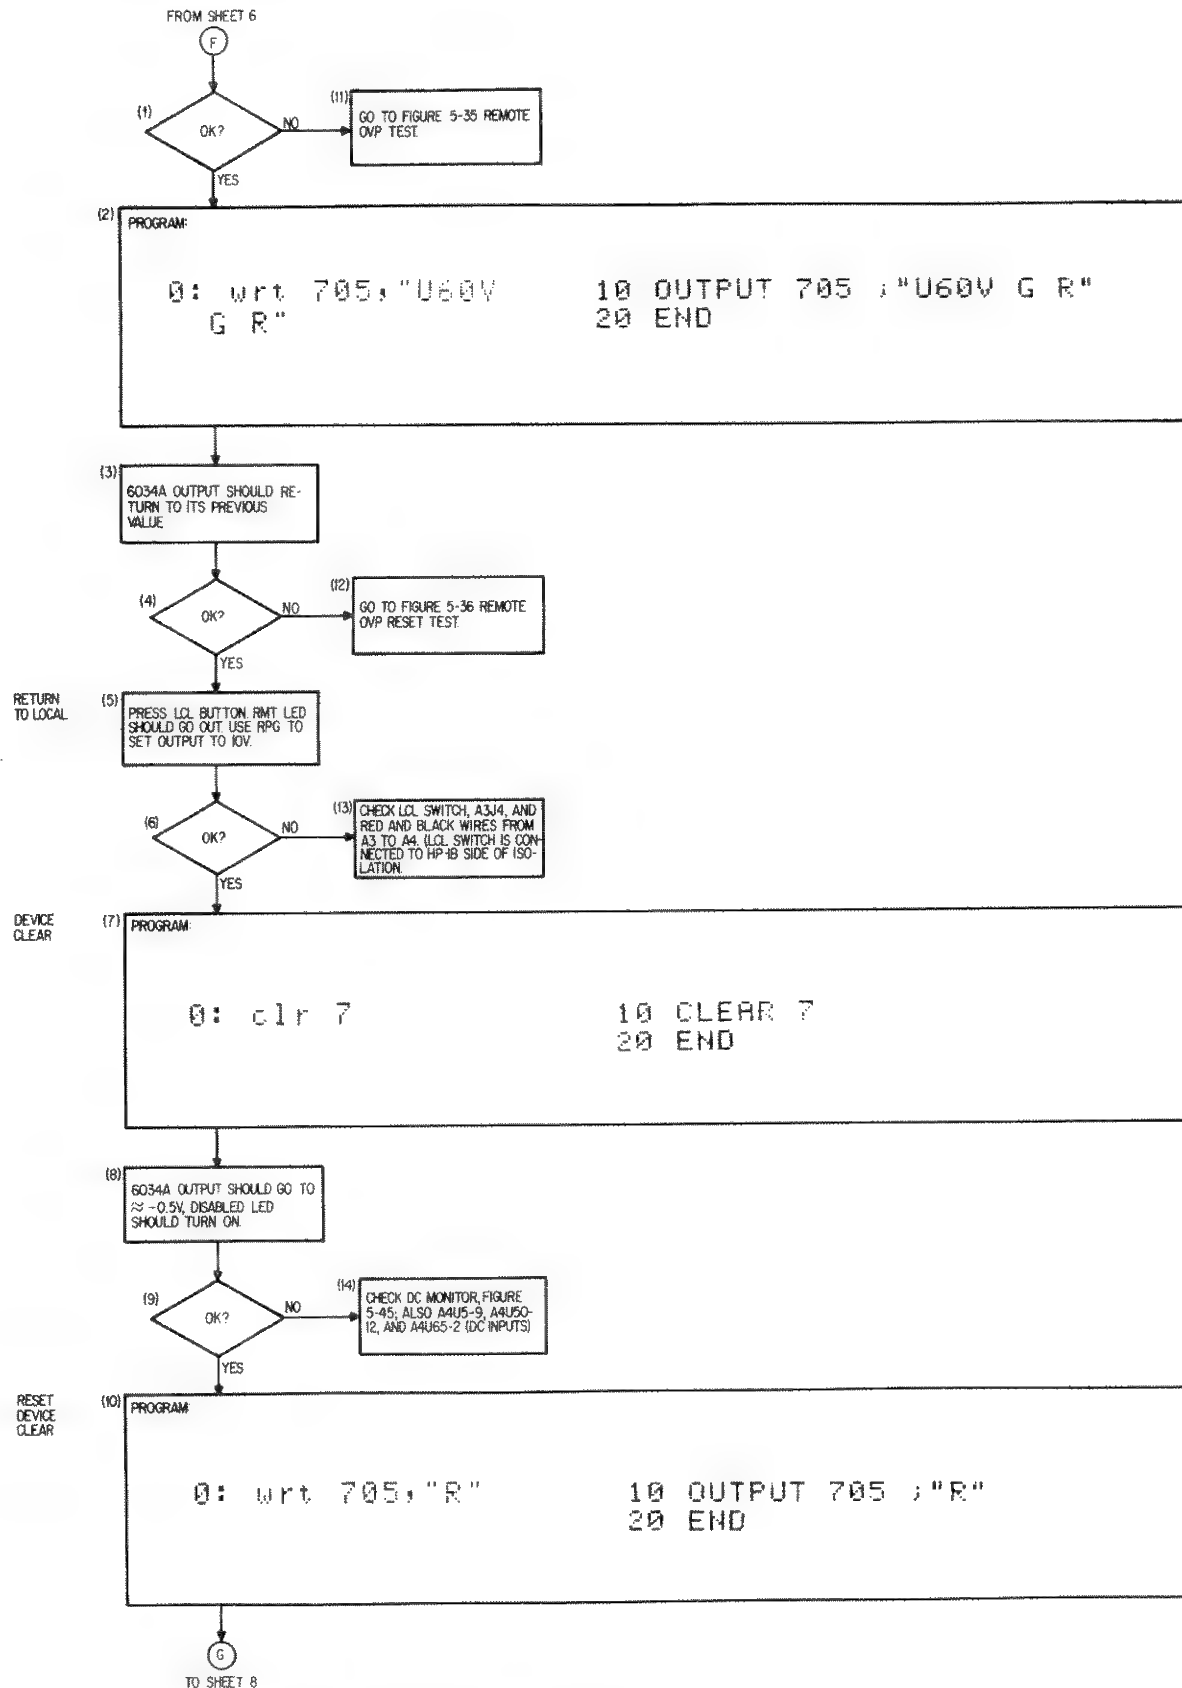 FROM SHEET 6
F
(1)
OK?
NO
(11)
GO TO FIGURE 5-35 REMOTE
OVP TEST
YES
(2)
PROGRAM:
0: wrt 705,"U60V
G R"
10 OUTPUT 705 ;"U60V G R"
20 END
(3)
6034A OUTPUT SHOULD RE-
TURN TO ITS PREVIOUS
VALUE
(4)
OK?
NO
(12)
GO TO FIGURE 5-36 REMOTE
OVP RESET TEST
YES
RETURN
TO LOCAL
(5)
PRESS LCL BUTTON. RMT LED
SHOULD GO OUT. USE RPG TO
SET OUTPUT TO 10V.
(6)
OK?
NO
(13)
CHECK LCL SWITCH, A3J4, AND
RED AND BLACK WIRES FROM
A3 TO A4. (LCL SWITCH IS CON-
NECTED TO HP-IB SIDE OF ISO-
LATION.
YES
DEVICE
CLEAR
(7)
PROGRAM:
0: clr 7
10 CLEAR 7
20 END
(8)
6034A OUTPUT SHOULD GO TO
≈ -0.5V, DISABLED LED
SHOULD TURN ON.
(9)
OK?
NO
(14)
CHECK DC MONITOR, FIGURE
5-45; ALSO A4U5-9, A4U50-
12, AND A4U65-2 (DC INPUTS)
YES
RESET
DEVICE
CLEAR
(10)
PROGRAM
0: wrt 705,"R"
10 OUTPUT 705 ;"R"
20 END
G
TO SHEET 8